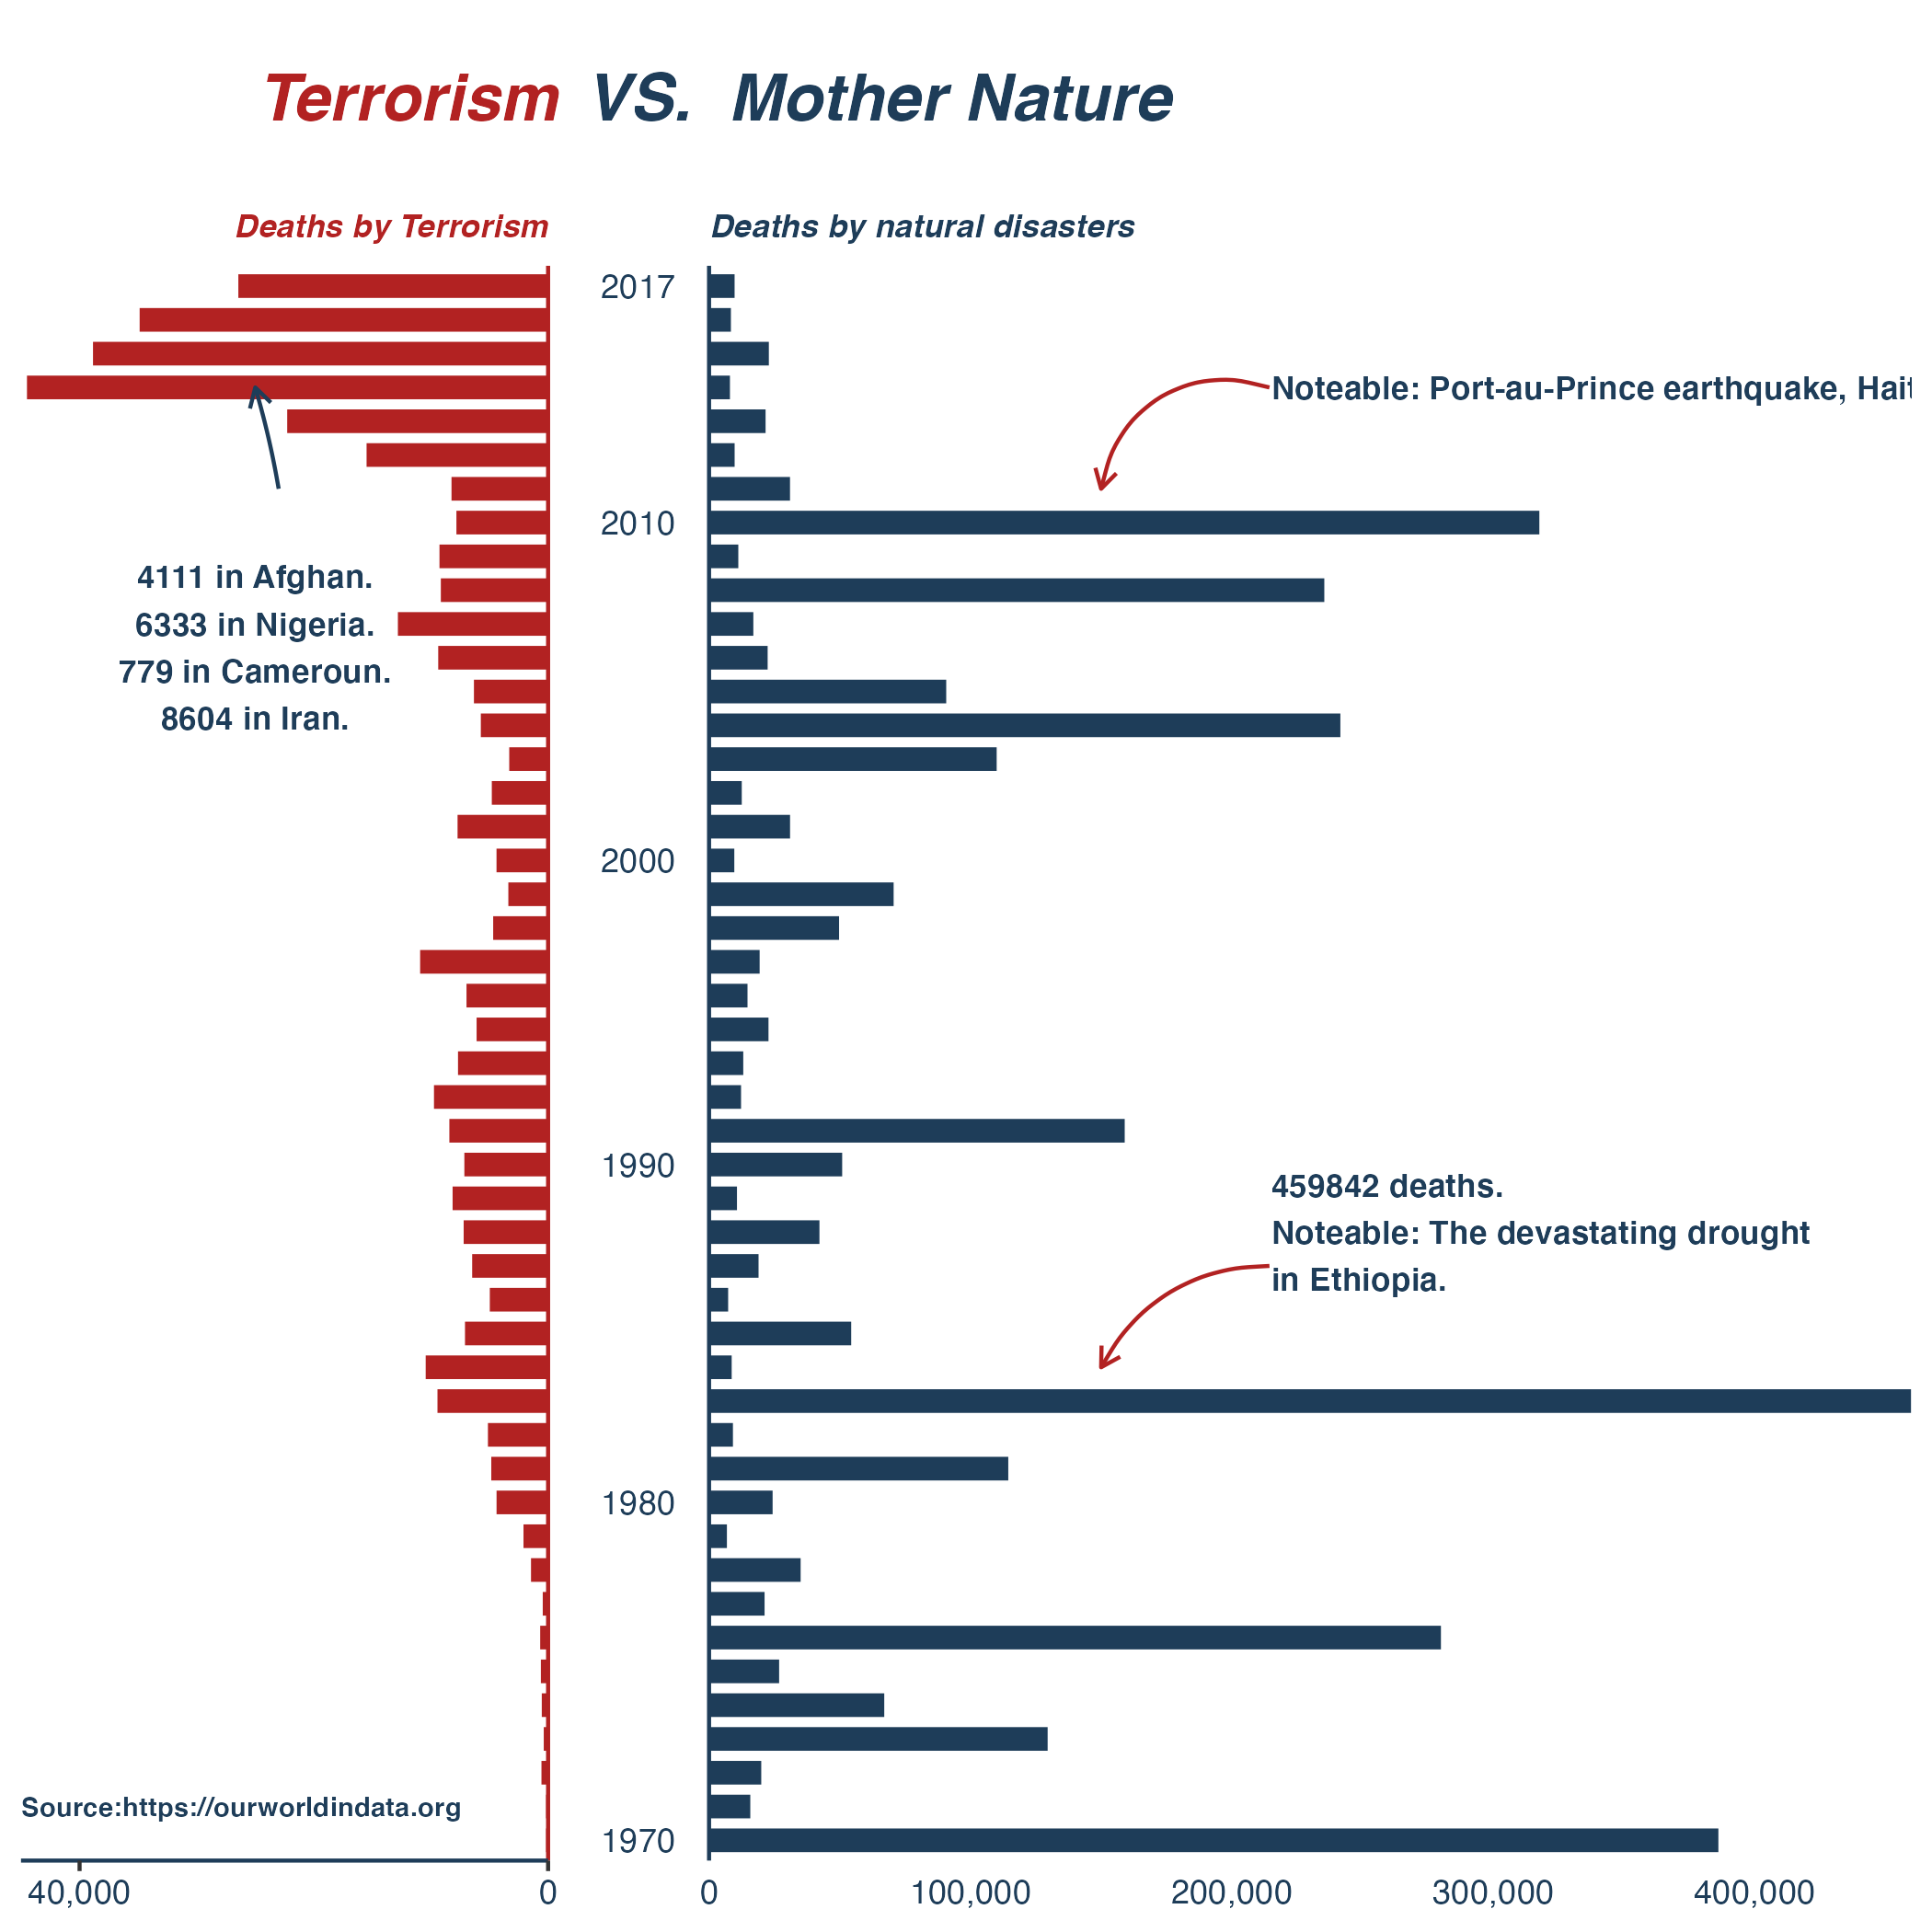 Terrorism VS. Mother Nature
Deaths by Terrorism
Deaths by natural disasters
2017
Noteable: Port-au-Prince earthquake, Hait
2010
4111 in Afghan.
6333 in Nigeria.
779 in Cameroun.
8604 in Iran.
2000
1990
459842 deaths.
Noteable: The devastating drought
in Ethiopia.
1980
Source:https://ourworldindata.org
1970
40,000 0 0 100,000 200,000 300,000 400,000